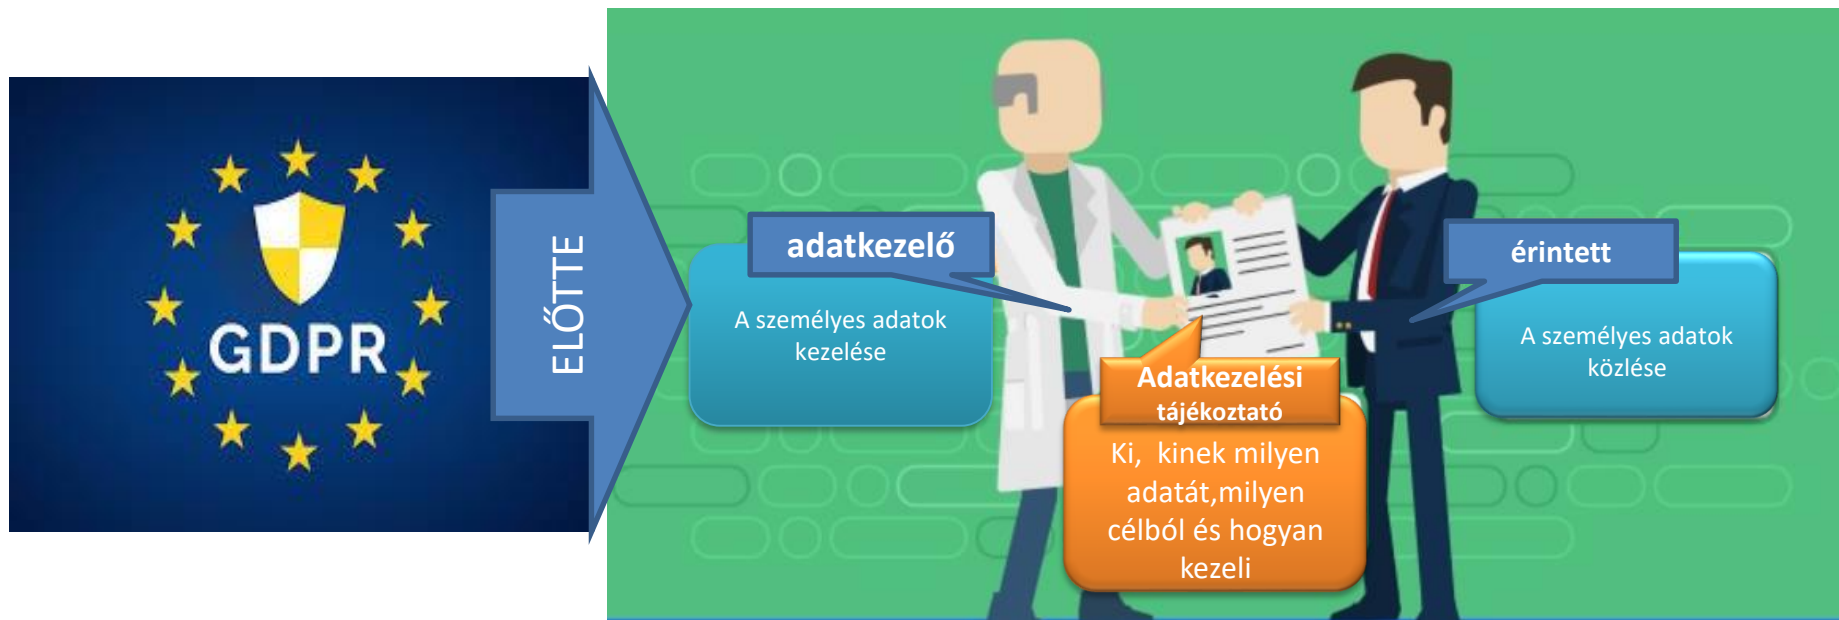 GDPR
ELŐTTE
adatkezelő
A személyes adatok
kezelése
Adatkezelési
tájékoztató
Ki,  kinek milyen
adatát,milyen
célból és hogyan
kezeli
érintett
A személyes adatok
közlése